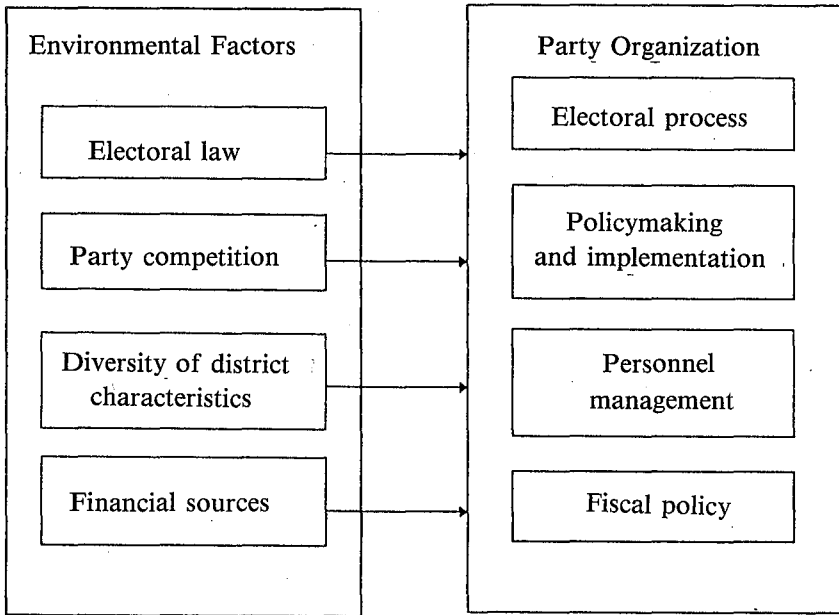 Environmental Factors
Electoral law
Party competition
Diversity of district
characteristics
Financial sources
Party Organization
Electoral process
Policymaking
and implementation
Personnel
management
Fiscal policy